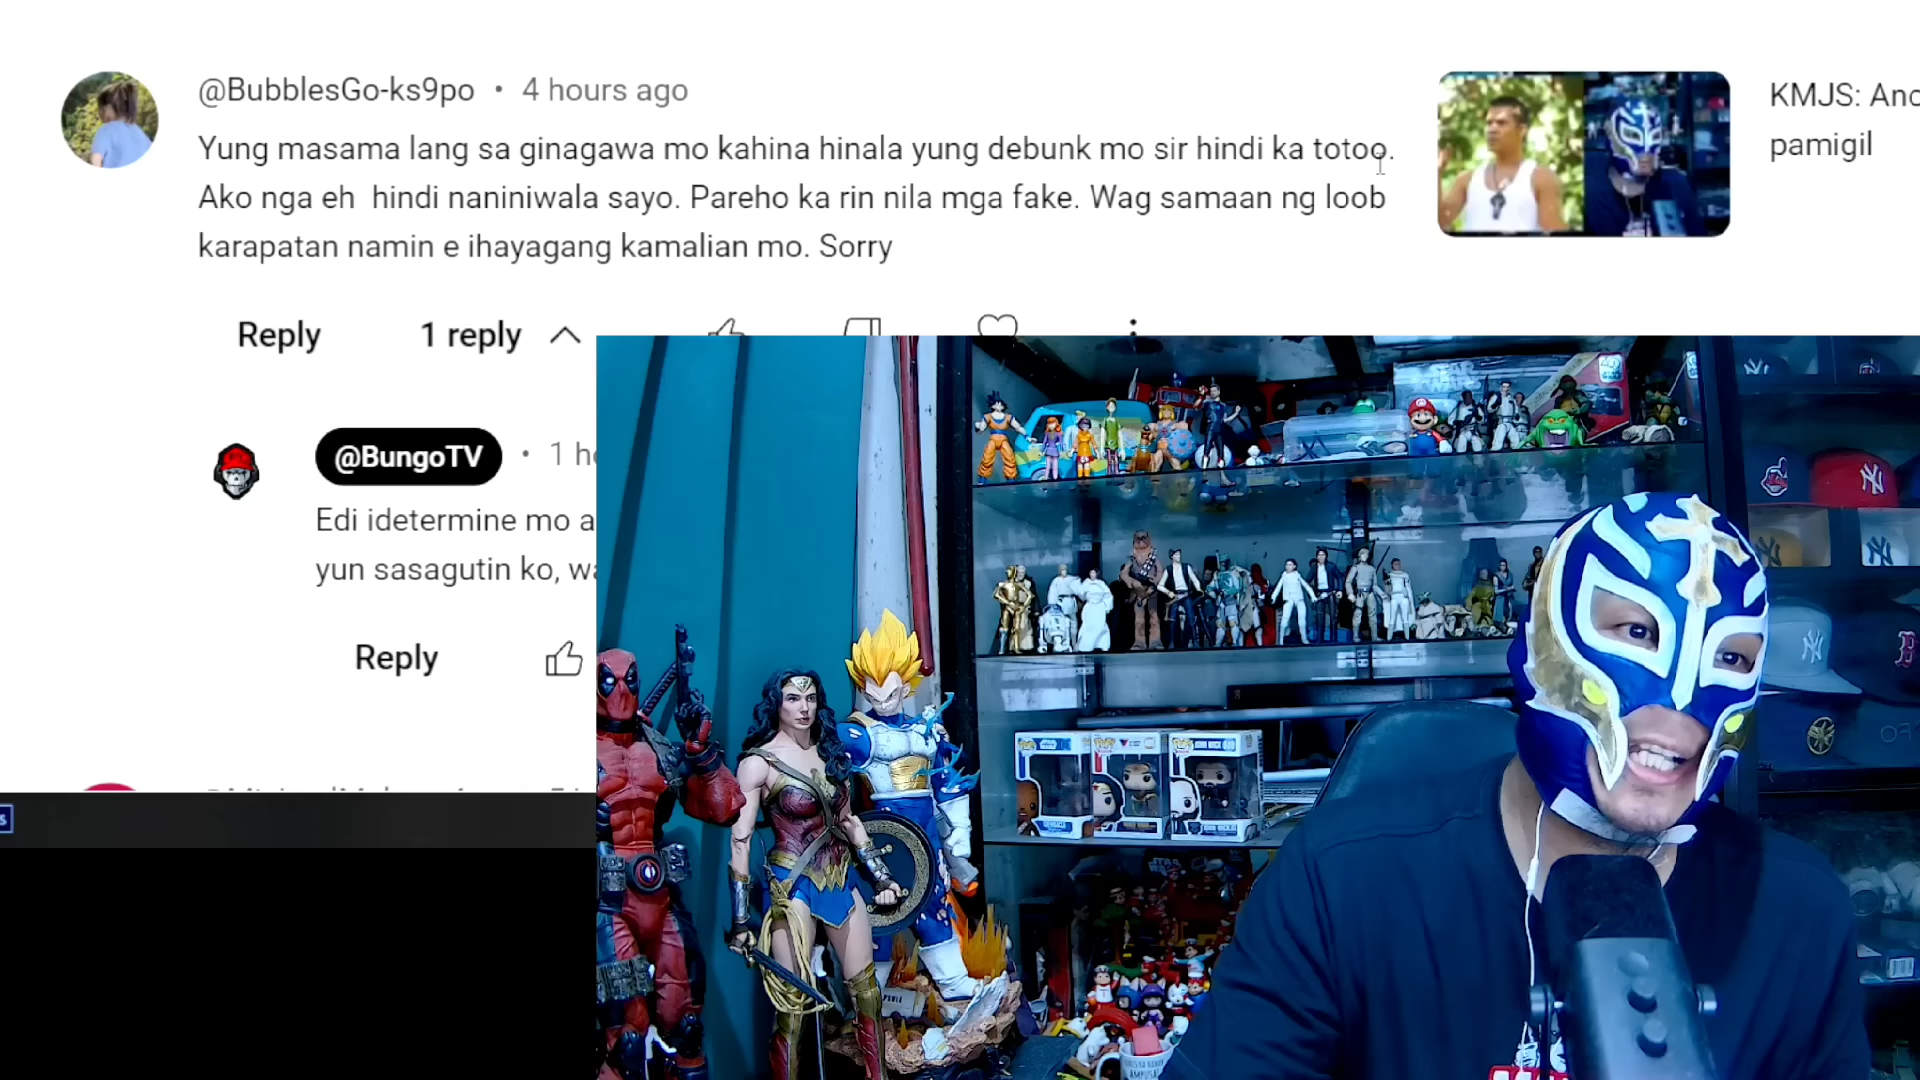 @BubblesGo-ks9po • 4 hours ago
Yung masama lang sa ginagawa mo kahina hinala yung debunk mo sir hindi ka totoo.
Ako nga eh hindi naniniwala sayo. Pareho ka rin nila mga fake. Wag samaan ng loob
karapatan namin e ihayagang kamalian mo. Sorry
KMJS: Ano
pamigil
Reply 1 reply
@BungoTV • 1
Edi idetermine mo
yun sasagutin ko,
Reply